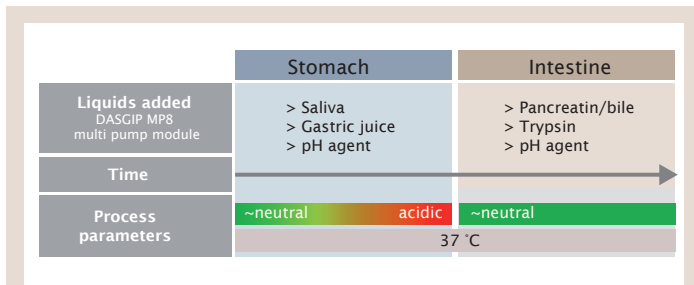 Stomach
Intestine
Liquids added
DASGIP MP8
multi pump module
> Saliva
> Gastric juice
> pH agent
> Pancreatin/bile
> Trypsin
> pH agent
Time
Process
parameters
~neutral
acidic
~neutral
37 °C